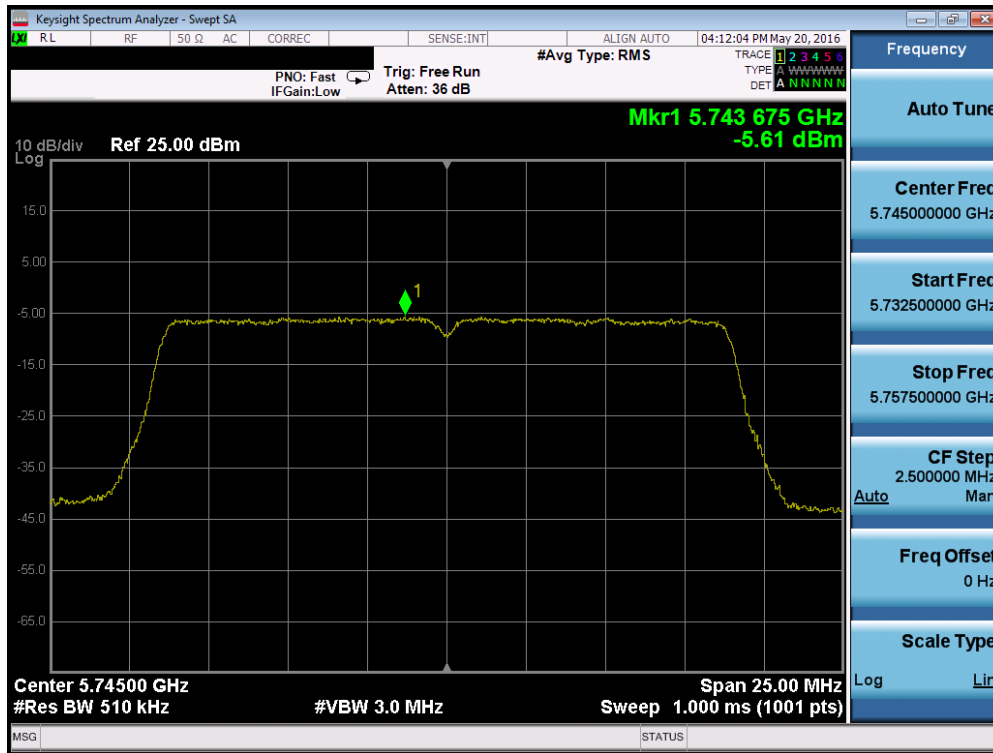 Keysight Spectrum Analyzer - Swept SA
LXI RL RF 50 Ω AC CORREC SENSE:INT ALIGN AUTO 04:12:04 PM May 20, 2016
#Avg Type: RMS TRACE 1 2 3 4 5 6
PNO: Fast Trig: Free Run TYPE A WWWWW
IFGain:Low Atten: 36 dB DET A N N N N N
Mkr1 5.743 675 GHz
-5.61 dBm
10 dB/div Ref 25.00 dBm
Log
15.0
5.00
-5.00
-15.0
-25.0
-35.0
-45.0
-55.0
-65.0
1
Center 5.74500 GHz Span 25.00 MHz
#Res BW 510 kHz #VBW 3.0 MHz Sweep 1.000 ms (1001 pts)
MSG STATUS
Frequency
Auto Tune
Center Freq
5.745000000 GHz
Start Freq
5.732500000 GHz
Stop Freq
5.757500000 GHz
CF Step
2.500000 MHz
Auto Man
Freq Offset
0 Hz
Scale Type
Log Lin